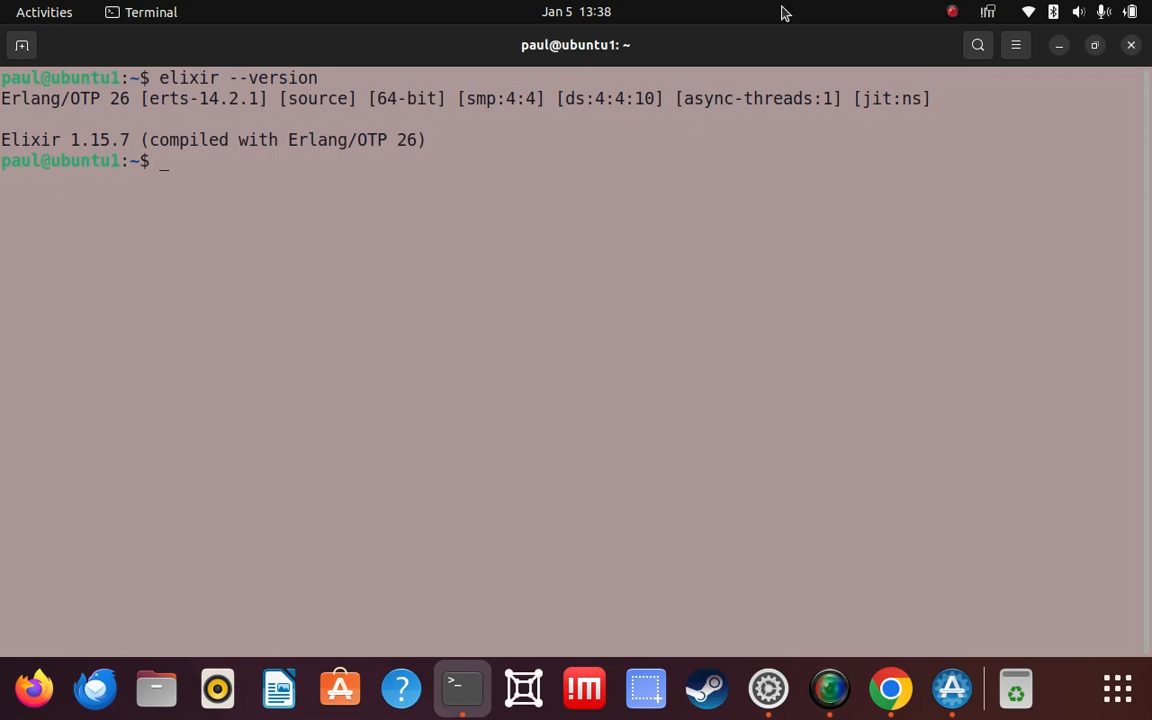 Activities Terminal Jan 5 13:38
paul@ubuntu1: ~
paul@ubuntu1:~$ elixir --version
Erlang/OTP 26 [erts-14.2.1] [source] [64-bit] [smp:4:4] [ds:4:4:10] [async-threads:1] [jit:ns]
Elixir 1.15.7 (compiled with Erlang/OTP 26)
paul@ubuntu1:~$ _